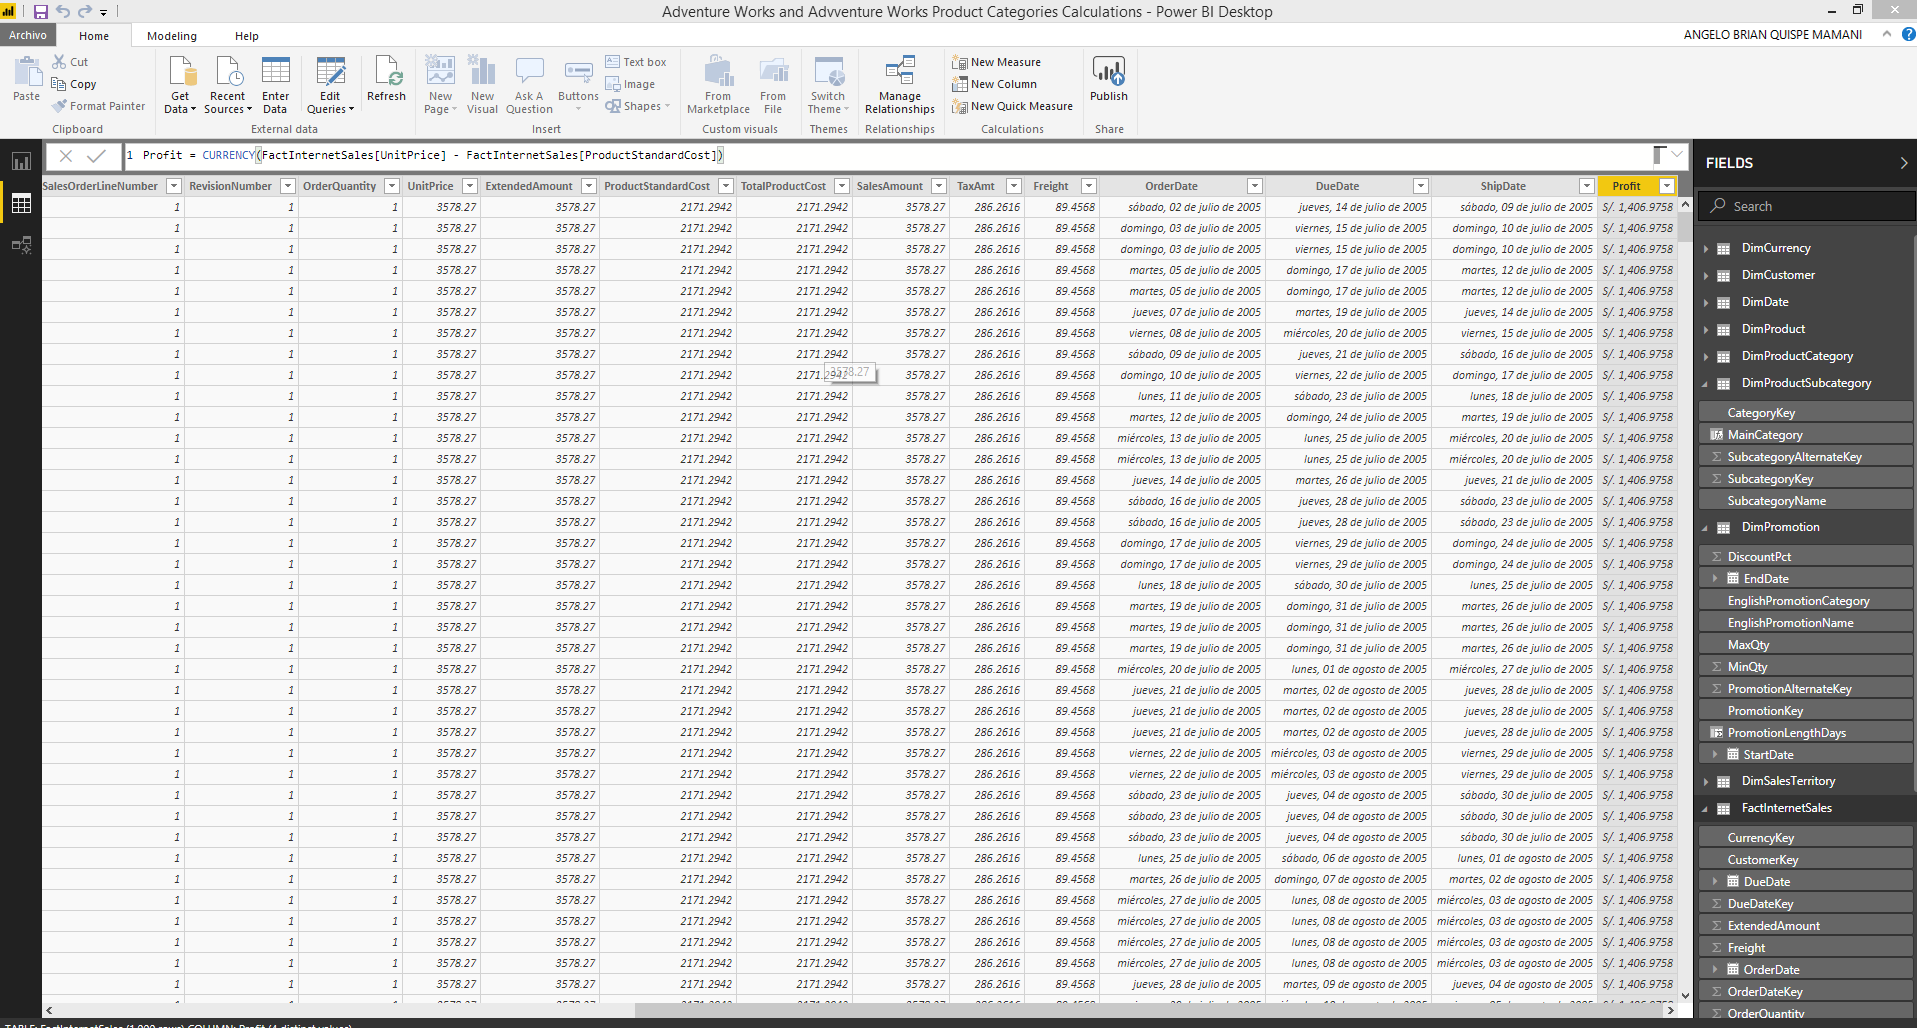 Adventure Works and Advventure Works Product Categories Calculations - Power BI Desktop
Archivo Home Modeling Help ANGELO BRIAN QUISPE MAMANI
Paste Cut Copy Format Painter
Get Data Recent Sources Enter Data Edit Queries Refresh
New Page New Visual Ask A Question Buttons Text box Image Shapes
From Marketplace From File Switch Theme Manage Relationships
New Measure New Column New Quick Measure Publish
Clipboard External data Insert Custom visuals Themes Relationships Calculations Share
1 Profit = CURRENCY(FactInternetSales[UnitPrice] - FactInternetSales[ProductStandardCost])
SalesOrderLineNumber RevisionNumber OrderQuantity UnitPrice ExtendedAmount ProductStandardCost TotalProductCost SalesAmount TaxAmt Freight OrderDate DueDate ShipDate Profit
1 1 1 3578.27 3578.27 2171.2942 2171.2942 3578.27 286.2616 89.4568 sábado, 02 de julio de 2005 jueves, 14 de julio de 2005 sábado, 09 de julio de 2005 S/. 1,406.9758
1 1 1 3578.27 3578.27 2171.2942 2171.2942 3578.27 286.2616 89.4568 domingo, 03 de julio de 2005 viernes, 15 de julio de 2005 domingo, 10 de julio de 2005 S/. 1,406.9758
1 1 1 3578.27 3578.27 2171.2942 2171.2942 3578.27 286.2616 89.4568 domingo, 03 de julio de 2005 viernes, 15 de julio de 2005 domingo, 10 de julio de 2005 S/. 1,406.9758
1 1 1 3578.27 3578.27 2171.2942 2171.2942 3578.27 286.2616 89.4568 martes, 05 de julio de 2005 domingo, 17 de julio de 2005 martes, 12 de julio de 2005 S/. 1,406.9758
1 1 1 3578.27 3578.27 2171.2942 2171.2942 3578.27 286.2616 89.4568 martes, 05 de julio de 2005 domingo, 17 de julio de 2005 martes, 12 de julio de 2005 S/. 1,406.9758
1 1 1 3578.27 3578.27 2171.2942 2171.2942 3578.27 286.2616 89.4568 jueves, 07 de julio de 2005 martes, 19 de julio de 2005 jueves, 14 de julio de 2005 S/. 1,406.9758
1 1 1 3578.27 3578.27 2171.2942 2171.2942 3578.27 286.2616 89.4568 viernes, 08 de julio de 2005 miércoles, 20 de julio de 2005 viernes, 15 de julio de 2005 S/. 1,406.9758
1 1 1 3578.27 3578.27 2171.2942 2171.2942 3578.27 286.2616 89.4568 sábado, 09 de julio de 2005 jueves, 21 de julio de 2005 sábado, 16 de julio de 2005 S/. 1,406.9758
3578.27
1 1 1 3578.27 3578.27 2171.2942 2171.2942 3578.27 286.2616 89.4568 domingo, 10 de julio de 2005 viernes, 22 de julio de 2005 domingo, 17 de julio de 2005 S/. 1,406.9758
1 1 1 3578.27 3578.27 2171.2942 2171.2942 3578.27 286.2616 89.4568 lunes, 11 de julio de 2005 sábado, 23 de julio de 2005 lunes, 18 de julio de 2005 S/. 1,406.9758
1 1 1 3578.27 3578.27 2171.2942 2171.2942 3578.27 286.2616 89.4568 martes, 12 de julio de 2005 domingo, 24 de julio de 2005 martes, 19 de julio de 2005 S/. 1,406.9758
1 1 1 3578.27 3578.27 2171.2942 2171.2942 3578.27 286.2616 89.4568 miércoles, 13 de julio de 2005 lunes, 25 de julio de 2005 miércoles, 20 de julio de 2005 S/. 1,406.9758
1 1 1 3578.27 3578.27 2171.2942 2171.2942 3578.27 286.2616 89.4568 miércoles, 13 de julio de 2005 lunes, 25 de julio de 2005 miércoles, 20 de julio de 2005 S/. 1,406.9758
1 1 1 3578.27 3578.27 2171.2942 2171.2942 3578.27 286.2616 89.4568 jueves, 14 de julio de 2005 martes, 26 de julio de 2005 jueves, 21 de julio de 2005 S/. 1,406.9758
1 1 1 3578.27 3578.27 2171.2942 2171.2942 3578.27 286.2616 89.4568 sábado, 16 de julio de 2005 jueves, 28 de julio de 2005 sábado, 23 de julio de 2005 S/. 1,406.9758
1 1 1 3578.27 3578.27 2171.2942 2171.2942 3578.27 286.2616 89.4568 sábado, 16 de julio de 2005 jueves, 28 de julio de 2005 sábado, 23 de julio de 2005 S/. 1,406.9758
1 1 1 3578.27 3578.27 2171.2942 2171.2942 3578.27 286.2616 89.4568 domingo, 17 de julio de 2005 viernes, 29 de julio de 2005 domingo, 24 de julio de 2005 S/. 1,406.9758
1 1 1 3578.27 3578.27 2171.2942 2171.2942 3578.27 286.2616 89.4568 domingo, 17 de julio de 2005 viernes, 29 de julio de 2005 domingo, 24 de julio de 2005 S/. 1,406.9758
1 1 1 3578.27 3578.27 2171.2942 2171.2942 3578.27 286.2616 89.4568 lunes, 18 de julio de 2005 sábado, 30 de julio de 2005 lunes, 25 de julio de 2005 S/. 1,406.9758
1 1 1 3578.27 3578.27 2171.2942 2171.2942 3578.27 286.2616 89.4568 martes, 19 de julio de 2005 domingo, 31 de julio de 2005 martes, 26 de julio de 2005 S/. 1,406.9758
1 1 1 3578.27 3578.27 2171.2942 2171.2942 3578.27 286.2616 89.4568 martes, 19 de julio de 2005 domingo, 31 de julio de 2005 martes, 26 de julio de 2005 S/. 1,406.9758
1 1 1 3578.27 3578.27 2171.2942 2171.2942 3578.27 286.2616 89.4568 martes, 19 de julio de 2005 domingo, 31 de julio de 2005 martes, 26 de julio de 2005 S/. 1,406.9758
1 1 1 3578.27 3578.27 2171.2942 2171.2942 3578.27 286.2616 89.4568 miércoles, 20 de julio de 2005 lunes, 01 de agosto de 2005 miércoles, 27 de julio de 2005 S/. 1,406.9758
1 1 1 3578.27 3578.27 2171.2942 2171.2942 3578.27 286.2616 89.4568 jueves, 21 de julio de 2005 martes, 02 de agosto de 2005 jueves, 28 de julio de 2005 S/. 1,406.9758
1 1 1 3578.27 3578.27 2171.2942 2171.2942 3578.27 286.2616 89.4568 jueves, 21 de julio de 2005 martes, 02 de agosto de 2005 jueves, 28 de julio de 2005 S/. 1,406.9758
1 1 1 3578.27 3578.27 2171.2942 2171.2942 3578.27 286.2616 89.4568 jueves, 21 de julio de 2005 martes, 02 de agosto de 2005 jueves, 28 de julio de 2005 S/. 1,406.9758
1 1 1 3578.27 3578.27 2171.2942 2171.2942 3578.27 286.2616 89.4568 viernes, 22 de julio de 2005 miércoles, 03 de agosto de 2005 viernes, 29 de julio de 2005 S/. 1,406.9758
1 1 1 3578.27 3578.27 2171.2942 2171.2942 3578.27 286.2616 89.4568 viernes, 22 de julio de 2005 miércoles, 03 de agosto de 2005 viernes, 29 de julio de 2005 S/. 1,406.9758
1 1 1 3578.27 3578.27 2171.2942 2171.2942 3578.27 286.2616 89.4568 sábado, 23 de julio de 2005 jueves, 04 de agosto de 2005 sábado, 30 de julio de 2005 S/. 1,406.9758
1 1 1 3578.27 3578.27 2171.2942 2171.2942 3578.27 286.2616 89.4568 sábado, 23 de julio de 2005 jueves, 04 de agosto de 2005 sábado, 30 de julio de 2005 S/. 1,406.9758
1 1 1 3578.27 3578.27 2171.2942 2171.2942 3578.27 286.2616 89.4568 sábado, 23 de julio de 2005 jueves, 04 de agosto de 2005 sábado, 30 de julio de 2005 S/. 1,406.9758
1 1 1 3578.27 3578.27 2171.2942 2171.2942 3578.27 286.2616 89.4568 lunes, 25 de julio de 2005 sábado, 06 de agosto de 2005 lunes, 01 de agosto de 2005 S/. 1,406.9758
1 1 1 3578.27 3578.27 2171.2942 2171.2942 3578.27 286.2616 89.4568 martes, 26 de julio de 2005 domingo, 07 de agosto de 2005 martes, 02 de agosto de 2005 S/. 1,406.9758
1 1 1 3578.27 3578.27 2171.2942 2171.2942 3578.27 286.2616 89.4568 miércoles, 27 de julio de 2005 lunes, 08 de agosto de 2005 miércoles, 03 de agosto de 2005 S/. 1,406.9758
1 1 1 3578.27 3578.27 2171.2942 2171.2942 3578.27 286.2616 89.4568 miércoles, 27 de julio de 2005 lunes, 08 de agosto de 2005 miércoles, 03 de agosto de 2005 S/. 1,406.9758
1 1 1 3578.27 3578.27 2171.2942 2171.2942 3578.27 286.2616 89.4568 miércoles, 27 de julio de 2005 lunes, 08 de agosto de 2005 miércoles, 03 de agosto de 2005 S/. 1,406.9758
1 1 1 3578.27 3578.27 2171.2942 2171.2942 3578.27 286.2616 89.4568 miércoles, 27 de julio de 2005 lunes, 08 de agosto de 2005 miércoles, 03 de agosto de 2005 S/. 1,406.9758
1 1 1 3578.27 3578.27 2171.2942 2171.2942 3578.27 286.2616 89.4568 jueves, 28 de julio de 2005 martes, 09 de agosto de 2005 jueves, 04 de agosto de 2005 S/. 1,406.9758
TABLE: FactInternetSales (1,000 rows) COLUMN: Profit (4 distinct values)
FIELDS
Search
DimCurrency
DimCustomer
DimDate
DimProduct
DimProductCategory
DimProductSubcategory
CategoryKey
MainCategory
SubcategoryAlternateKey
SubcategoryKey
SubcategoryName
DimPromotion
DiscountPct
EndDate
EnglishPromotionCategory
EnglishPromotionName
MaxQty
MinQty
PromotionAlternateKey
PromotionKey
PromotionLengthDays
StartDate
DimSalesTerritory
FactInternetSales
CurrencyKey
CustomerKey
DueDate
DueDateKey
ExtendedAmount
Freight
OrderDate
OrderDateKey
OrderQuantity